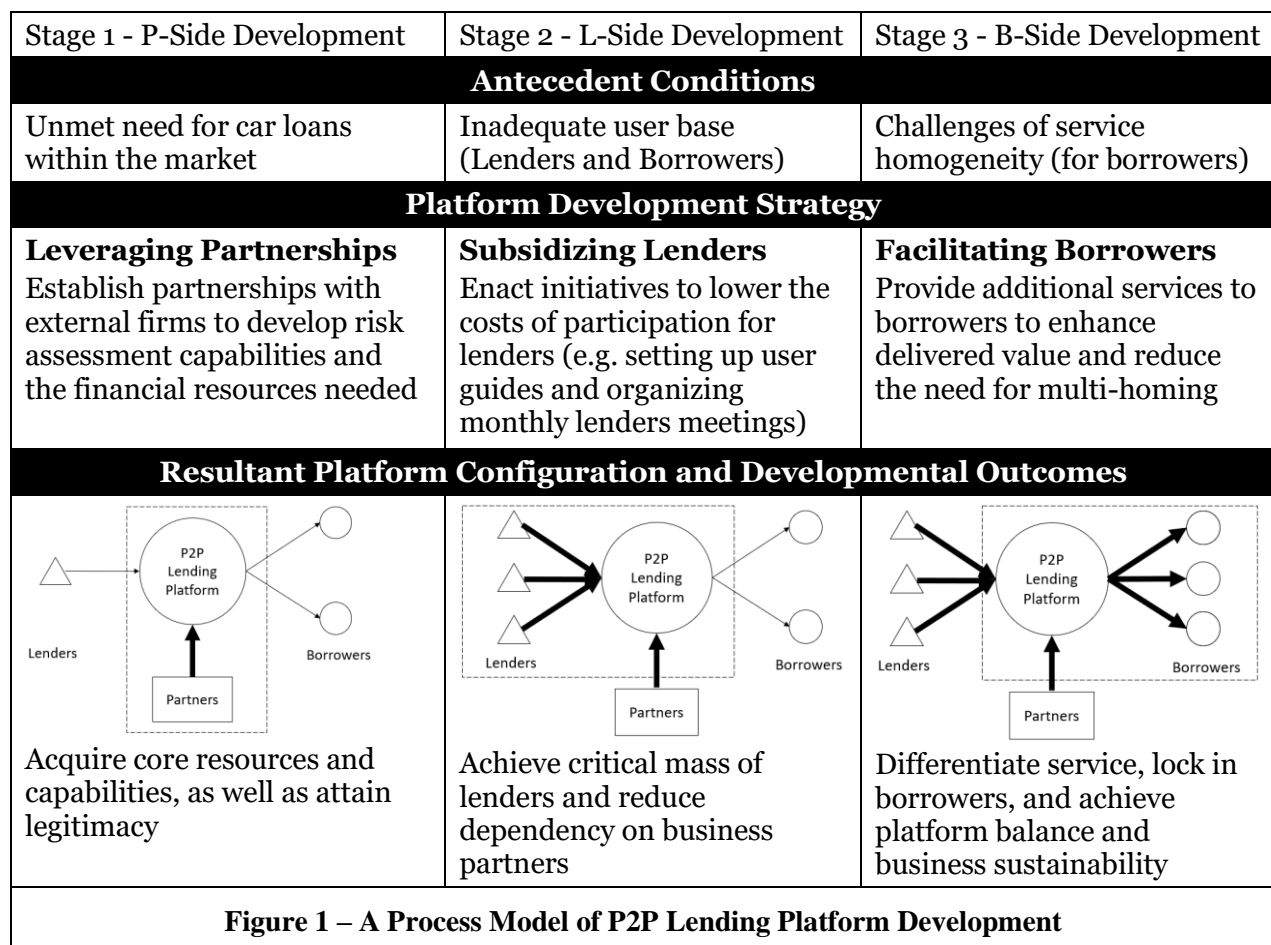 Stage 1 - P-Side Development
Stage 2 - L-Side Development
Stage 3 - B-Side Development
Antecedent Conditions
Unmet need for car loans
within the market
Inadequate user base
(Lenders and Borrowers)
Challenges of service
homogeneity (for borrowers)
Platform Development Strategy
Leveraging Partnerships
Establish partnerships with
external firms to develop risk
assessment capabilities and
the financial resources needed
Subsidizing Lenders
Enact initiatives to lower the
costs of participation for
lenders (e.g. setting up user
guides and organizing
monthly lenders meetings)
Facilitating Borrowers
Provide additional services to
borrowers to enhance
delivered value and reduce
the need for multi-homing
Resultant Platform Configuration and Developmental Outcomes
P2P
Lending
Platform
Lenders
Borrowers
Partners
Acquire core resources and
capabilities, as well as attain
legitimacy
P2P
Lending
Platform
Lenders
Borrowers
Partners
Achieve critical mass of
lenders and reduce
dependency on business
partners
P2P
Lending
Platform
Lenders
Borrowers
Partners
Differentiate service, lock in
borrowers, and achieve
platform balance and
business sustainability
Figure 1 – A Process Model of P2P Lending Platform Development